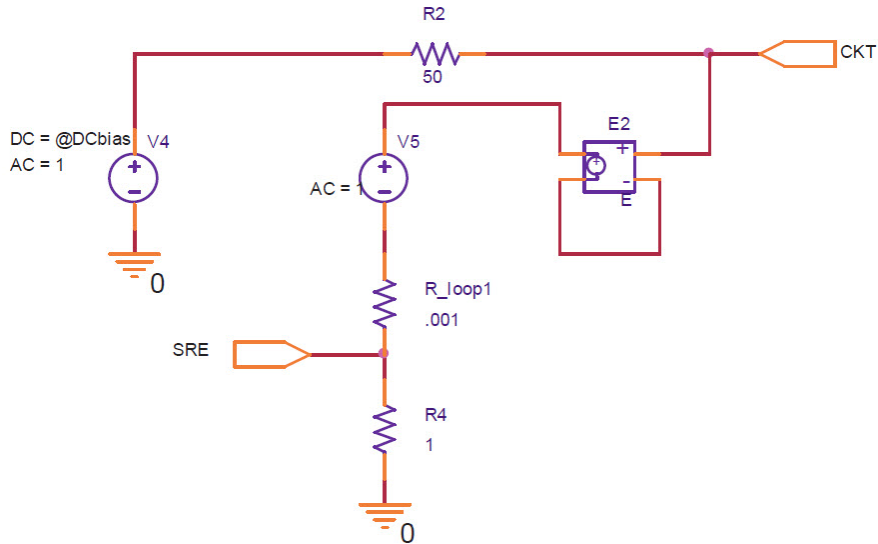 R2
50
CKT
DC = @DCbias
AC = 1
V4
V5
AC = 1
E2
+
-
E
0
R_loop1
.001
SRE
R4
1
0